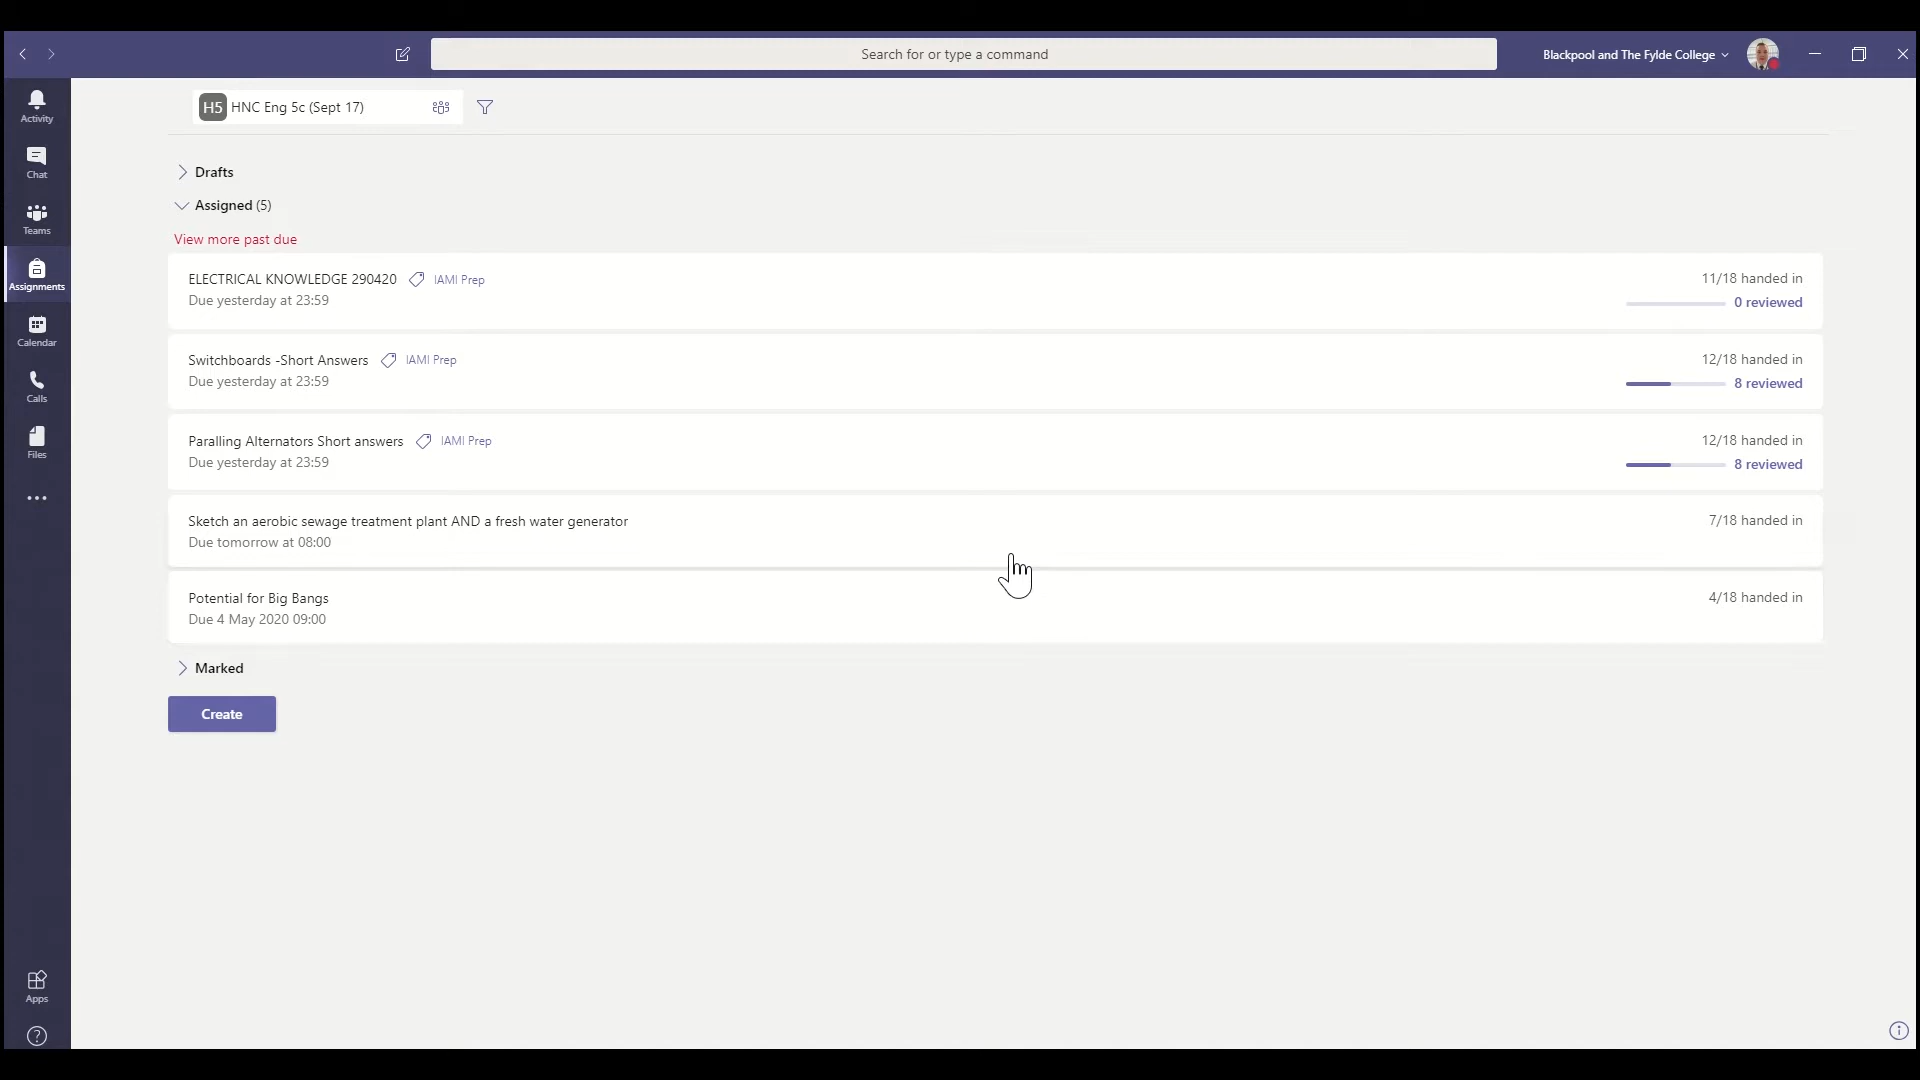 Search for or type a command
Blackpool and The Fylde College
Activity
Chat
Teams
Assignments
Calendar
Calls
Files
Apps
H5 HNC Eng 5c (Sept 17)
Drafts
Assigned (5)
View more past due
ELECTRICAL KNOWLEDGE 290420 IAMI Prep 11/18 handed in
Due yesterday at 23:59 0 reviewed
Switchboards -Short Answers IAMI Prep 12/18 handed in
Due yesterday at 23:59 8 reviewed
Paralling Alternators Short answers IAMI Prep 12/18 handed in
Due yesterday at 23:59 8 reviewed
Sketch an aerobic sewage treatment plant AND a fresh water generator 7/18 handed in
Due tomorrow at 08:00
Potential for Big Bangs 4/18 handed in
Due 4 May 2020 09:00
Marked
Create